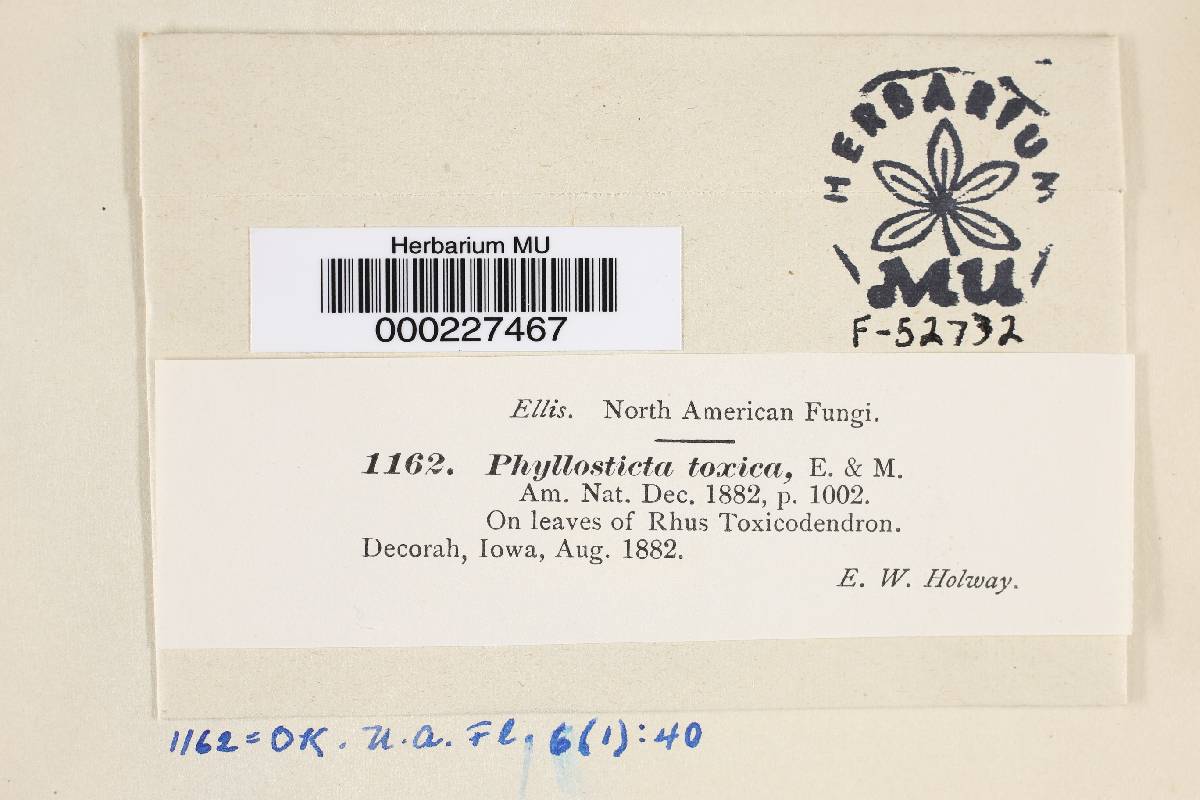 HERBARIUM
MU
F-52732
Herbarium MU
000227467
Ellis. North American Fungi.
1162. Phyllosticta toxica, E. & M.
Am. Nat. Dec. 1882, p. 1002.
On leaves of Rhus Toxicodendron.
Decorah, Iowa, Aug. 1882.
E. W. Holway.
1162 = OK. N.A. Fl. 6(1):40